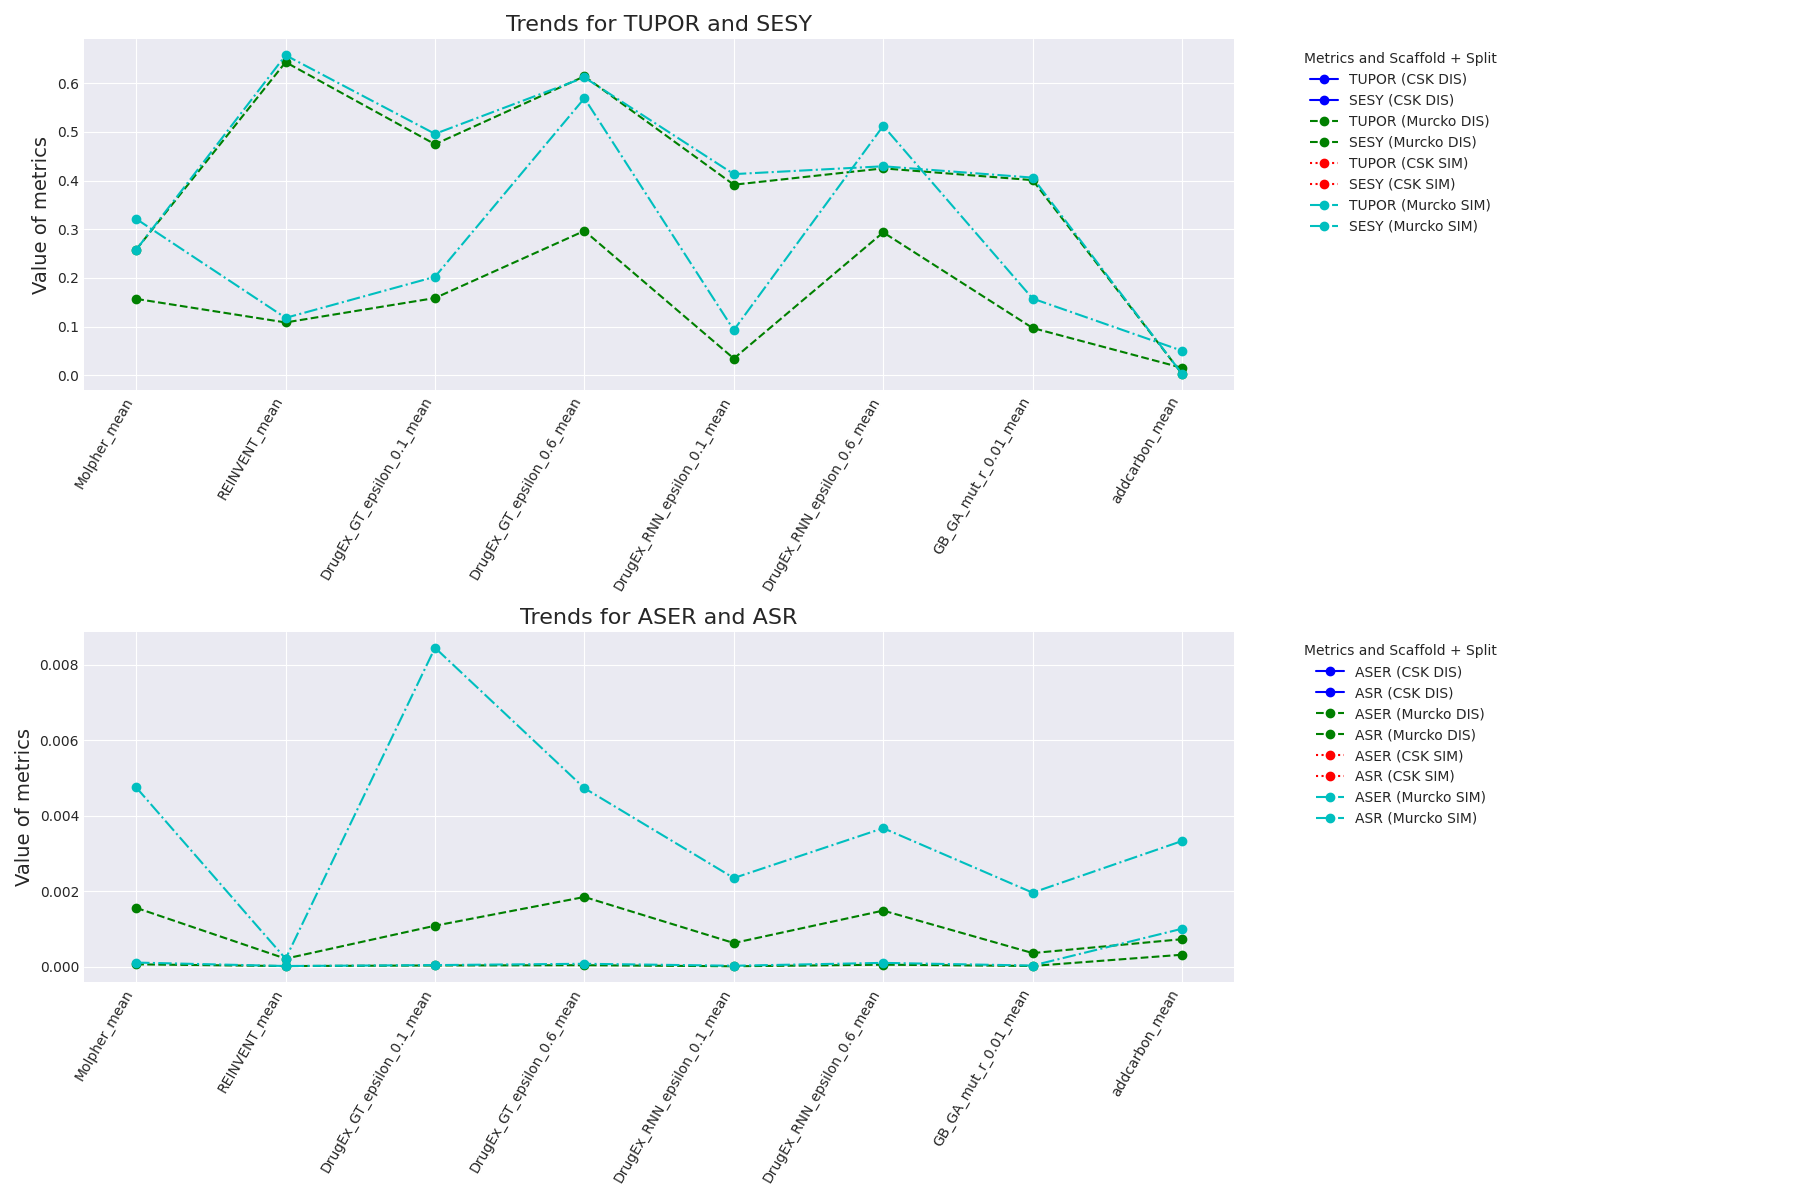 Trends for TUPOR and SESY
Value of metrics
0.6
0.5
0.4
0.3
0.2
0.1
0.0
Molpher_mean
REINVENT_mean
DrugEx_GT_epsilon_0.1_mean
DrugEx_GT_epsilon_0.6_mean
DrugEx_RNN_epsilon_0.1_mean
DrugEx_RNN_epsilon_0.6_mean
GB_GA_mut_r_0.01_mean
addcarbon_mean
Metrics and Scaffold + Split
TUPOR (CSK DIS)
SESY (CSK DIS)
TUPOR (Murcko DIS)
SESY (Murcko DIS)
TUPOR (CSK SIM)
SESY (CSK SIM)
TUPOR (Murcko SIM)
SESY (Murcko SIM)
Trends for ASER and ASR
Value of metrics
0.008
0.006
0.004
0.002
0.000
Molpher_mean
REINVENT_mean
DrugEx_GT_epsilon_0.1_mean
DrugEx_GT_epsilon_0.6_mean
DrugEx_RNN_epsilon_0.1_mean
DrugEx_RNN_epsilon_0.6_mean
GB_GA_mut_r_0.01_mean
addcarbon_mean
Metrics and Scaffold + Split
ASER (CSK DIS)
ASR (CSK DIS)
ASER (Murcko DIS)
ASR (Murcko DIS)
ASER (CSK SIM)
ASR (CSK SIM)
ASER (Murcko SIM)
ASR (Murcko SIM)